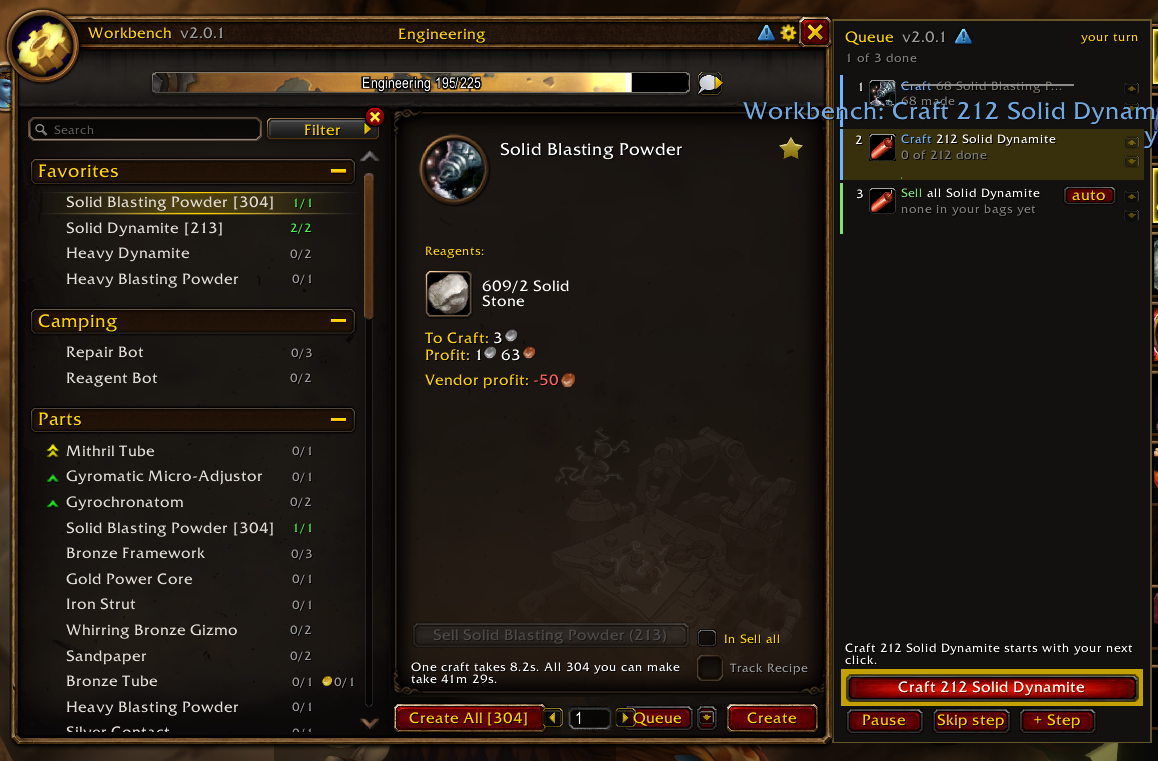 Workbench v2.0.1
Engineering
Engineering 195/225
Search
Filter
Favorites
Solid Blasting Powder [304] 1/1
Solid Dynamite [213] 2/2
Heavy Dynamite 0/2
Heavy Blasting Powder 0/1
Camping
Repair Bot 0/3
Reagent Bot 0/2
Parts
Mithril Tube 0/1
Gyromatic Micro-Adjustor 0/1
Gyrochronatom 0/2
Solid Blasting Powder [304] 1/1
Bronze Framework 0/3
Gold Power Core 0/1
Iron Strut 0/1
Whirring Bronze Gizmo 0/2
Sandpaper 0/2
Bronze Tube 0/1 0/1
Heavy Blasting Powder 0/1
Silver Contact 0/1
Solid Blasting Powder
Reagents:
609/2 Solid
Stone
To Craft: 3
Profit: 1 63
Vendor profit: -50
Sell Solid Blasting Powder (213)
In Sell all
One craft takes 8.2s. All 304 you can make
take 41m 29s.
Track Recipe
Create All [304]
1
Queue
Create
Queue v2.0.1
your turn
1 of 3 done
1 Craft 68 Solid Blasting P...
68 made
Workbench: Craft 212 Solid Dynam
y
2 Craft 212 Solid Dynamite
0 of 212 done
3 Sell all Solid Dynamite
auto
none in your bags yet
Craft 212 Solid Dynamite starts with your next
click.
Craft 212 Solid Dynamite
Pause
Skip step
+ Step